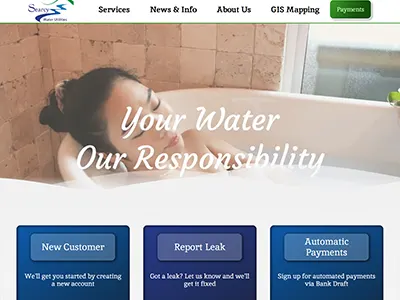 Searcy
Water Utilities
Services News & Info About Us GIS Mapping Payments
Your Water
Our Responsibility
New Customer
We'll get you started by creating
a new account
Report Leak
Got a leak? Let us know and we'll
get it fixed
Automatic
Payments
Sign up for automated payments
via Bank Draft